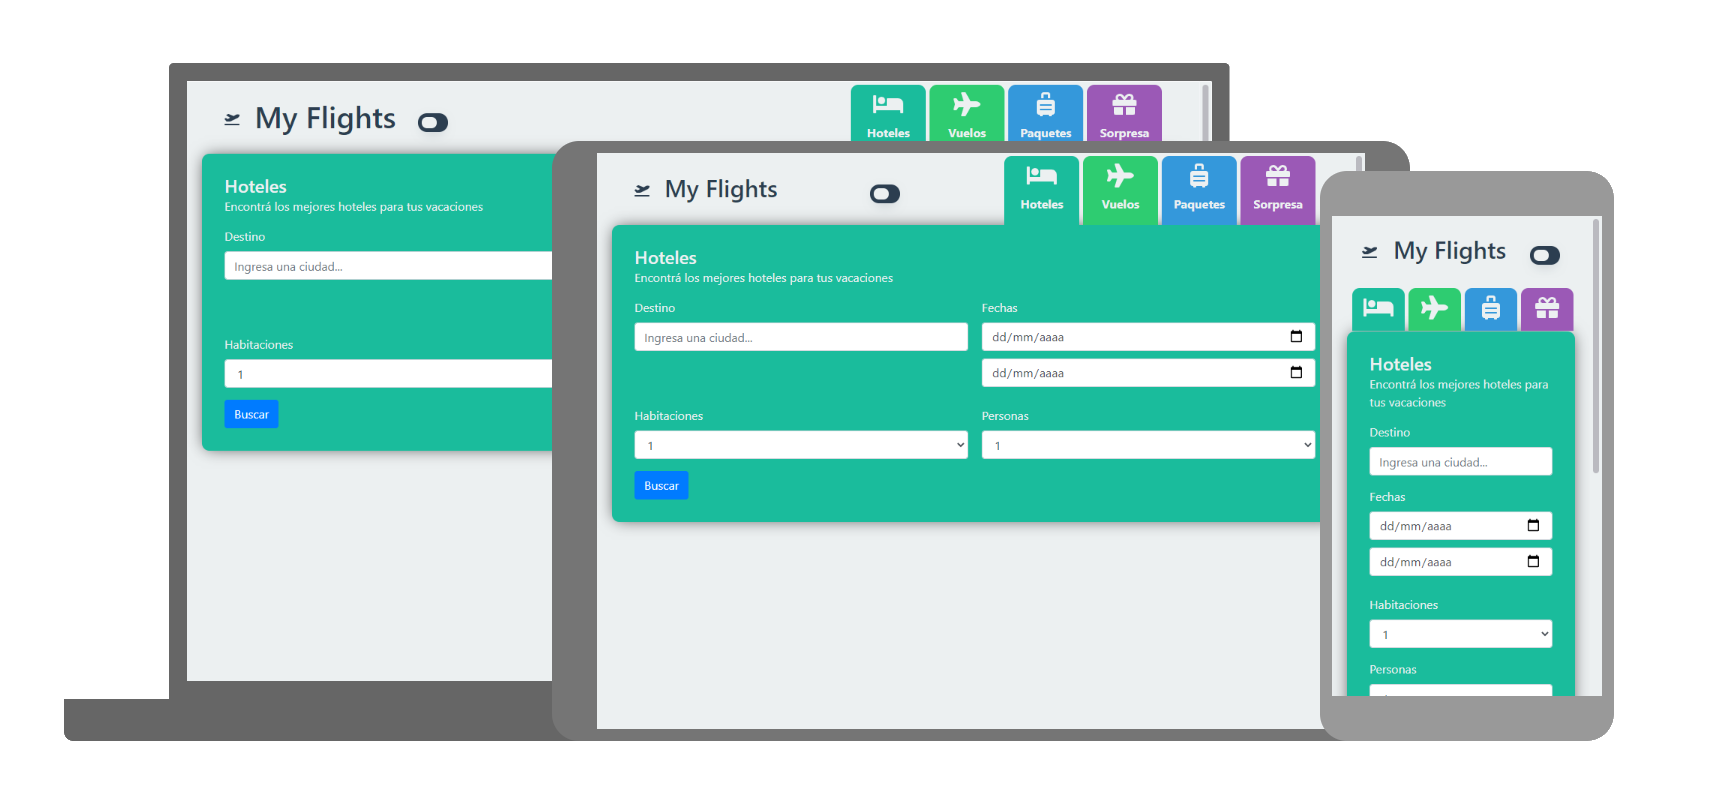 My Flights
Hoteles
Vuelos
Paquetes
Sorpresa
Hoteles
Encontrá los mejores hoteles para tus vacaciones
Destino
Ingresa una ciudad...
Habitaciones
1
Buscar
My Flights
Hoteles
Vuelos
Paquetes
Sorpresa
Hoteles
Encontrá los mejores hoteles para tus vacaciones
Destino
Fechas
Ingresa una ciudad...
dd/mm/aaaa
dd/mm/aaaa
Habitaciones
Personas
1
1
Buscar
My Flights
Hoteles
Encontrá los mejores hoteles para
tus vacaciones
Destino
Ingresa una ciudad...
Fechas
dd/mm/aaaa
dd/mm/aaaa
Habitaciones
1
Personas